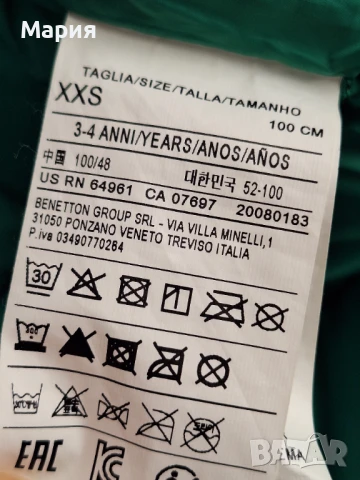 Мария
TAGLIA/SIZE/TALLA/TAMANHO
XXS 100 CM
3-4 ANNI/YEARS/ANOS/AÑOS
中国 100/48 대한민국 52-100
US RN 64961 CA 07697 20080183
BENETTON GROUP SRL - VIA VILLA MINELLI,1
31050 PONZANO VENETO TREVISO ITALIA
P.iva 03490770264
30
EAC
BAZAR